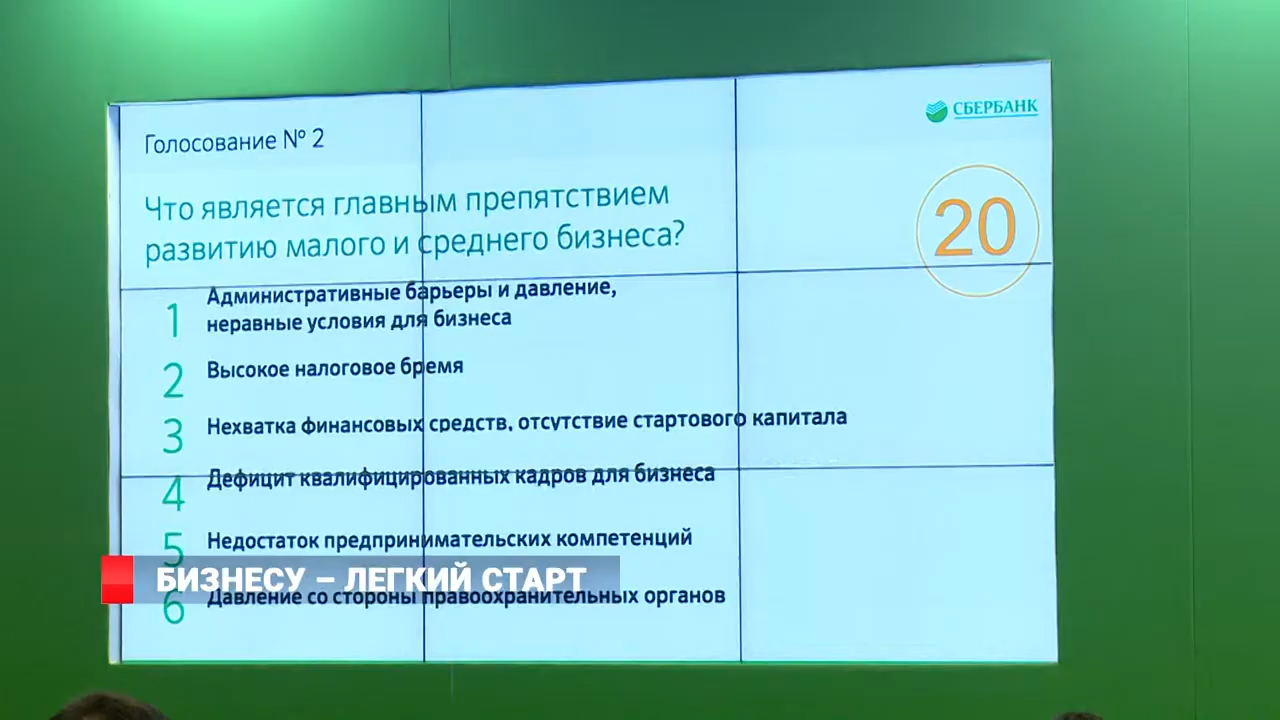 СБЕРБАНК
Голосование № 2
Что является главным препятствием
развитию малого и среднего бизнеса?
20
1 Административные барьеры и давление,
неравные условия для бизнеса
2 Высокое налоговое бремя
3 Нехватка финансовых средств, отсутствие стартового капитала
4 Дефицит квалифицированных кадров для бизнеса
5 Недостаток предпринимательских компетенций
БИЗНЕСУ – ЛЕГКИЙ СТАРТ
6 Давление со стороны правоохранительных органов